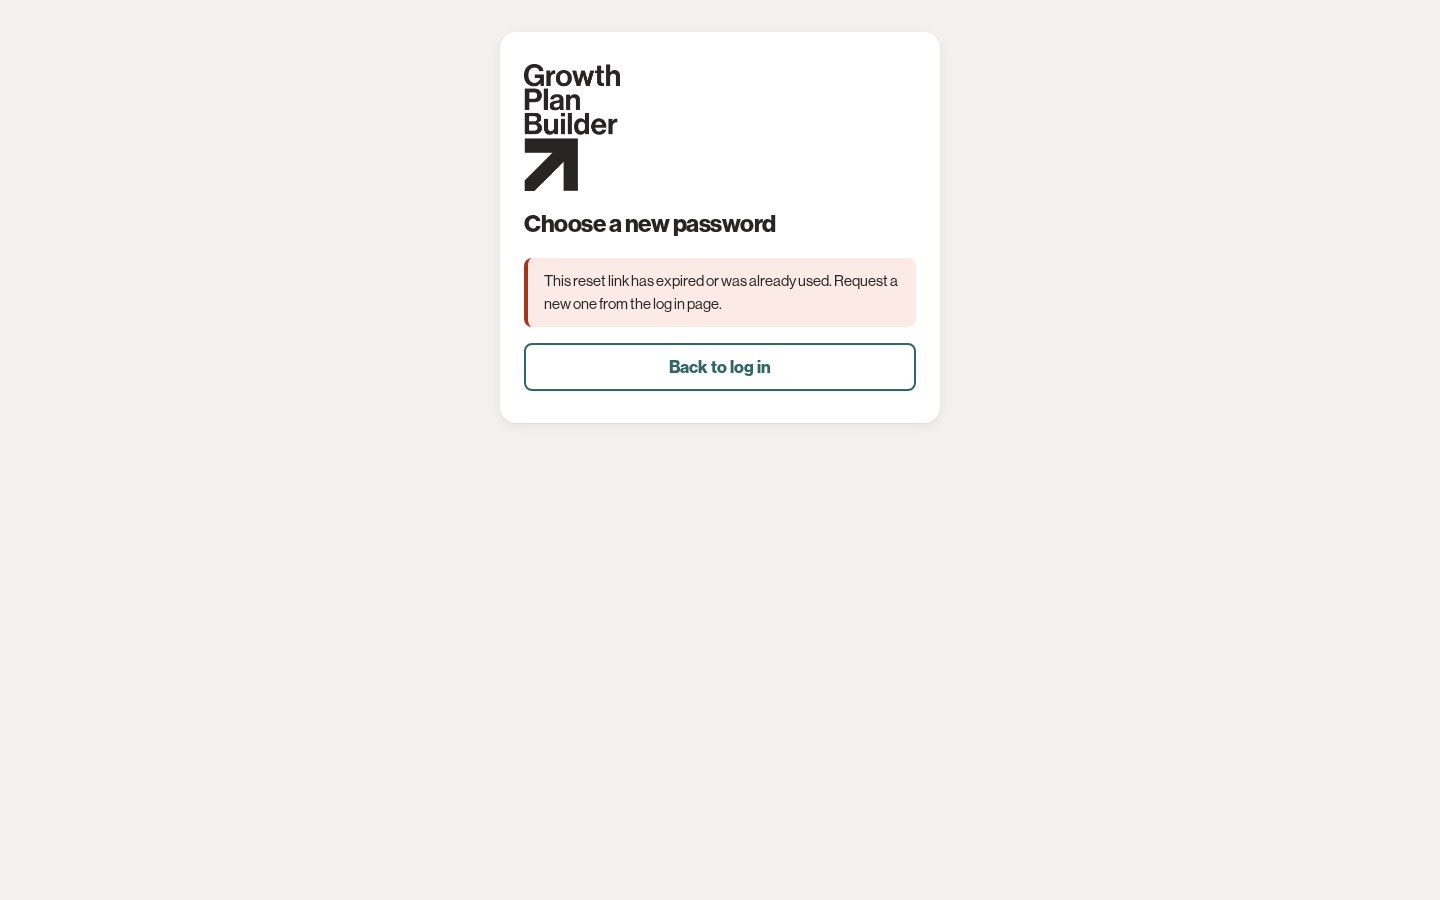 Growth
Plan
Builder
Choose a new password
This reset link has expired or was already used. Request a
new one from the log in page.
Back to log in